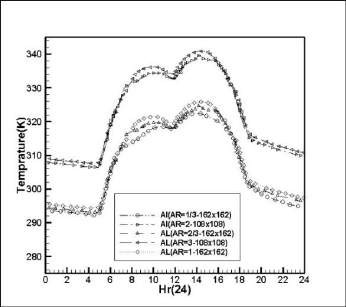 Temprature(K)
340
330
320
310
300
290
280
0 2 4 6 8 10 12 14 16 18 20 22 24
Hr(24)
Al(AR=1/3-162x162)
Al(AR=2-108x108)
AL(AR=2/3-162x162)
AL(AR=3-108x108)
AL(AR=1-162x162)